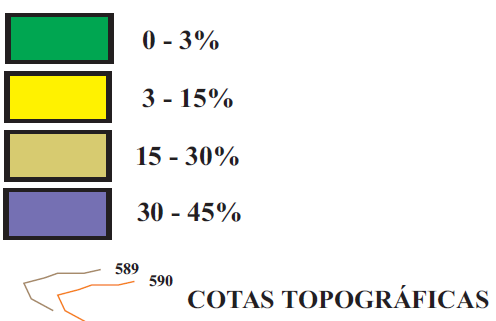 0 - 3%
3 - 15%
15 - 30%
30 - 45%
589
590
COTAS TOPOGRÁFICAS